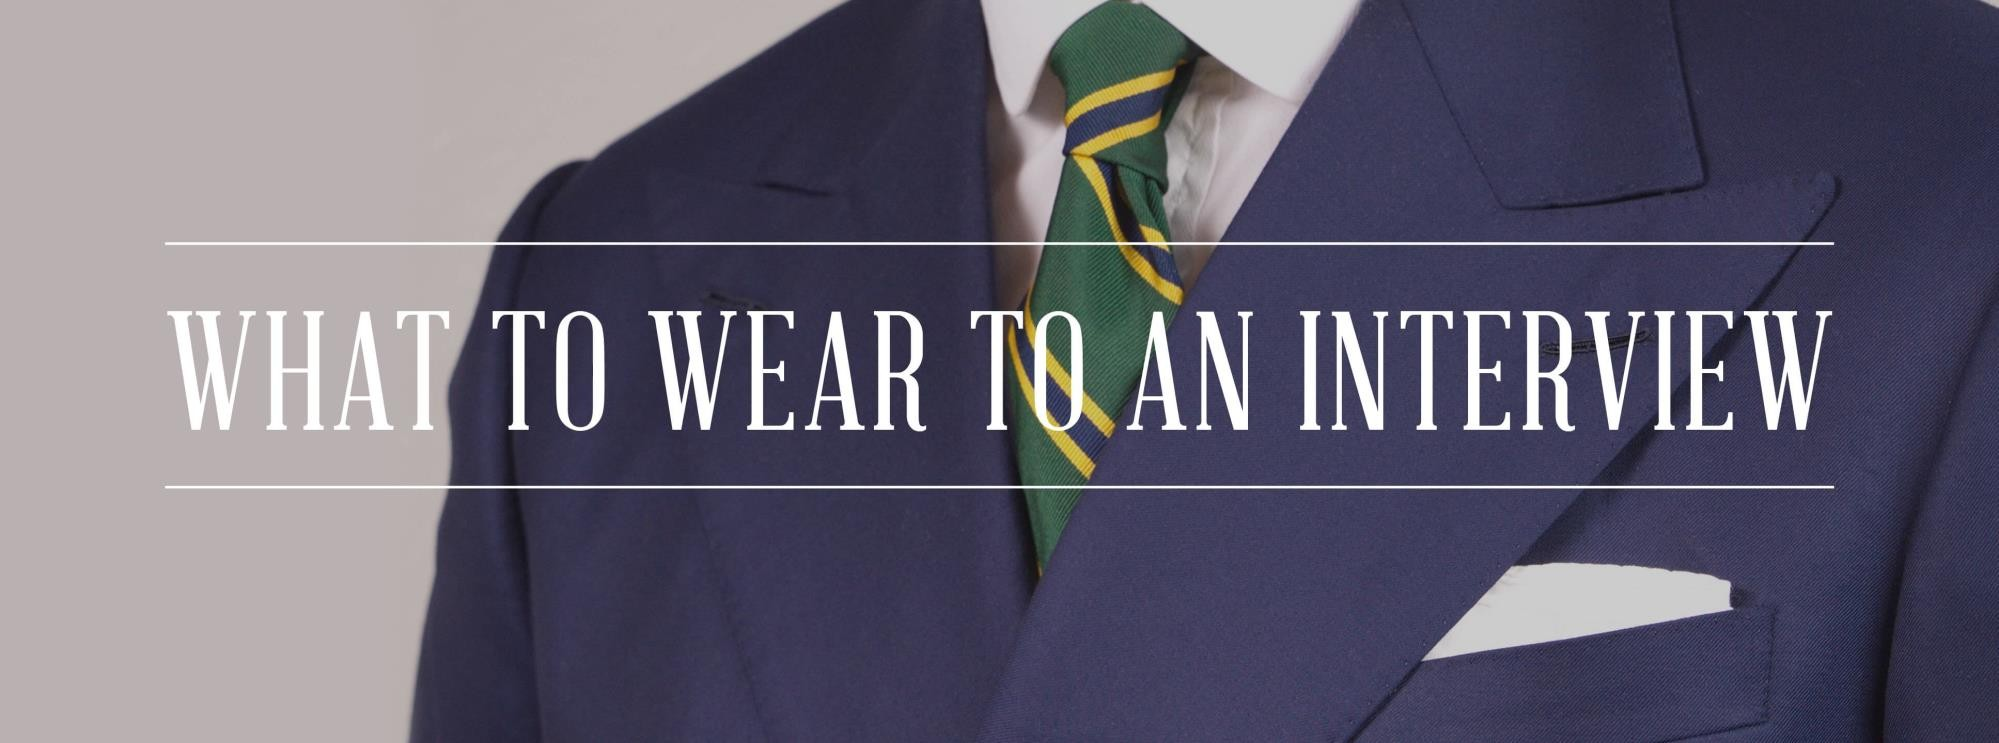 WHAT TO WEAR TO AN INTERVIEW